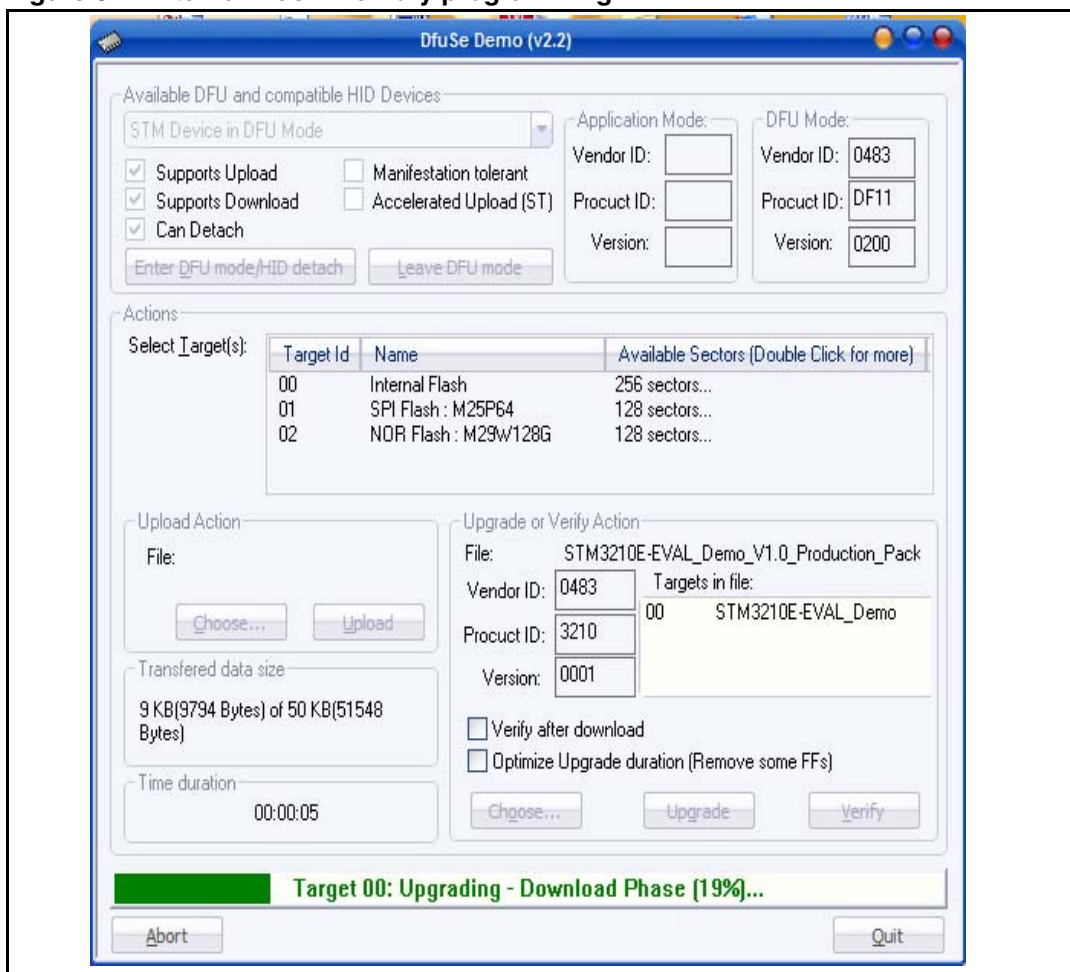 DfuSe Demo (v2.2)
Available DFU and compatible HID Devices
STM Device in DFU Mode
Supports Upload
Manifestation tolerant
Supports Download
Accelerated Upload (ST)
Can Detach
Enter DFU mode/HID detach
Leave DFU mode
Application Mode:
Vendor ID:
Procuct ID:
Version:
DFU Mode:
Vendor ID: 0483
Procuct ID: DF11
Version: 0200
Actions
Select Target(s):
Target Id Name Available Sectors (Double Click for more)
00 Internal Flash 256 sectors...
01 SPI Flash : M25P64 128 sectors...
02 NOR Flash : M29W128G 128 sectors...
Upload Action
File:
Choose...
Upload
Transfered data size
9 KB(9794 Bytes) of 50 KB(51548
Bytes)
Time duration
00:00:05
Upgrade or Verify Action
File: STM3210E-EVAL_Demo_V1.0_Production_Pack
Vendor ID: 0483
Procuct ID: 3210
Version: 0001
Targets in file:
00 STM3210E-EVAL_Demo
Verify after download
Optimize Upgrade duration (Remove some FFs)
Choose...
Upgrade
Verify
Target 00: Upgrading - Download Phase (19%)...
Abort
Quit